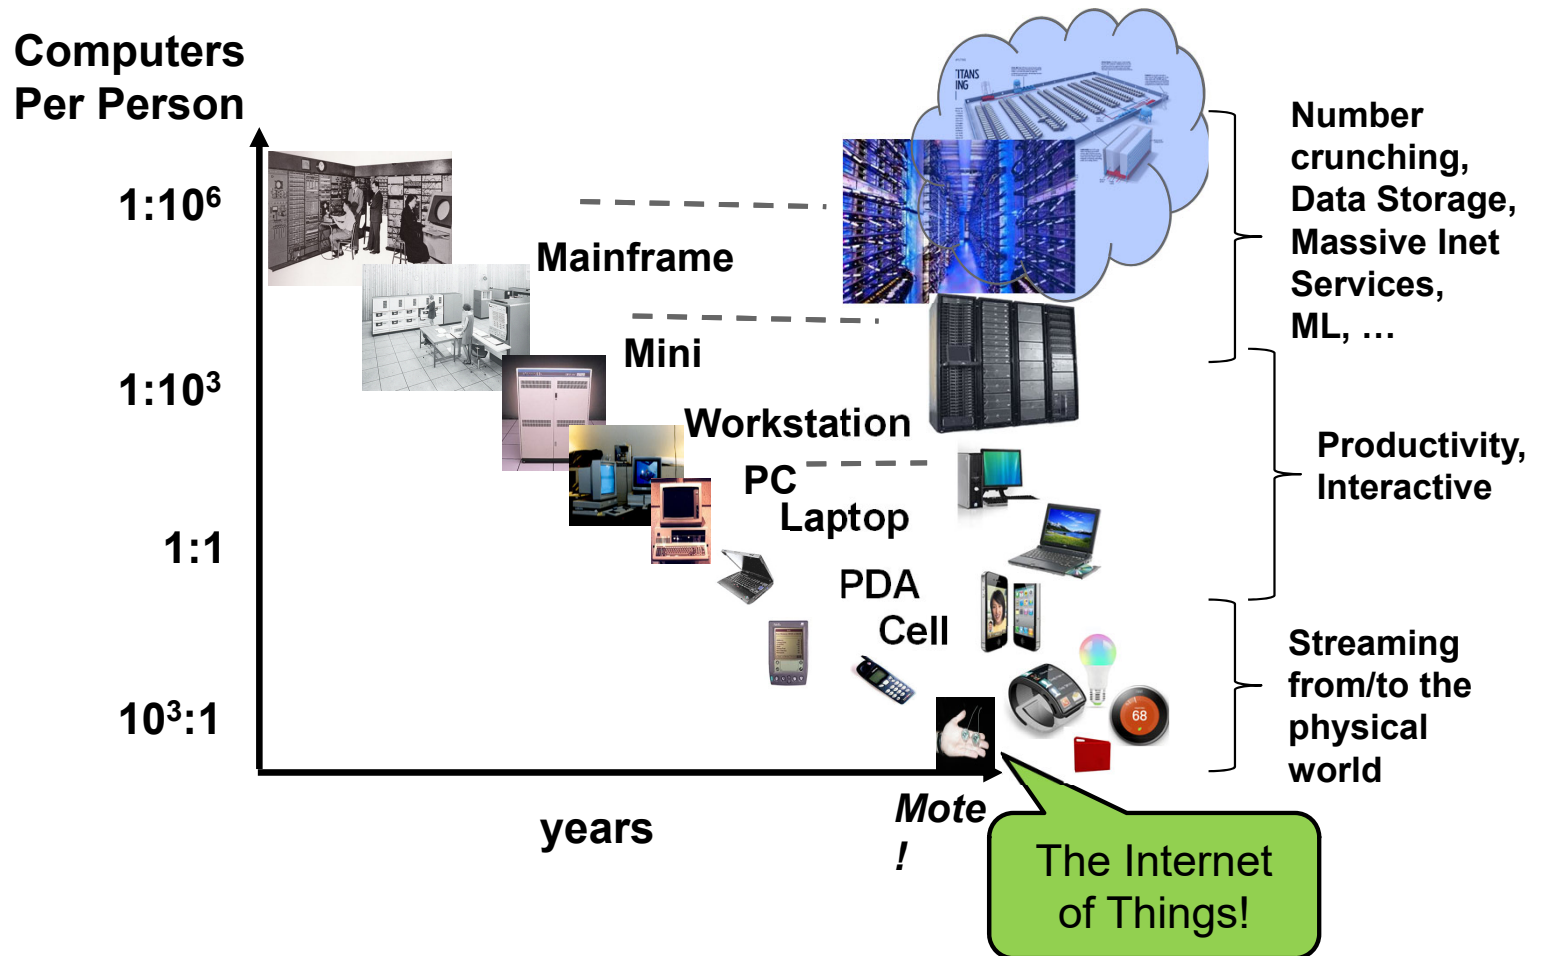 Computers
Per Person
1:10⁶
1:10³
1:1
10³:1
Mainframe
Mini
Workstation
PC
Laptop
PDA
Cell
Mote
!
years
TITANS
Number
crunching,
Data Storage,
Massive Inet
Services,
ML, …
Productivity,
Interactive
Streaming
from/to the
physical
world
68
The Internet
of Things!